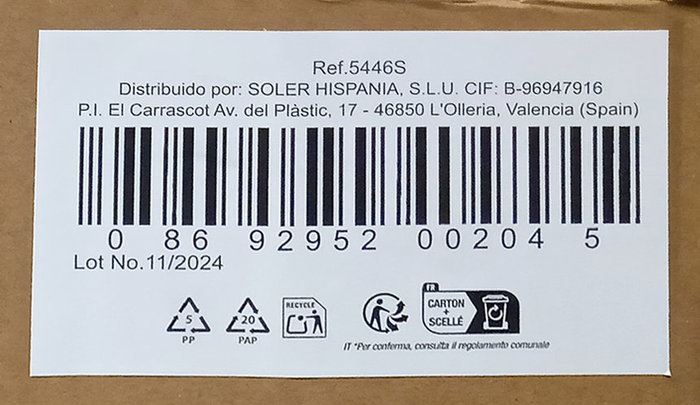 Ref.5446S
Distribuido por: SOLER HISPANIA, S.L.U. CIF: B-96947916
P.I. El Carrascot Av. del Plàstic, 17 - 46850 L'Olleria, Valencia (Spain)
0 86 92952 00204 5
Lot No.11/2024
5
PP
20
PAP
RECYCLE
FR
CARTON
+
SCELLÉ
IT *Per conferma, consulta il regolamento comunale